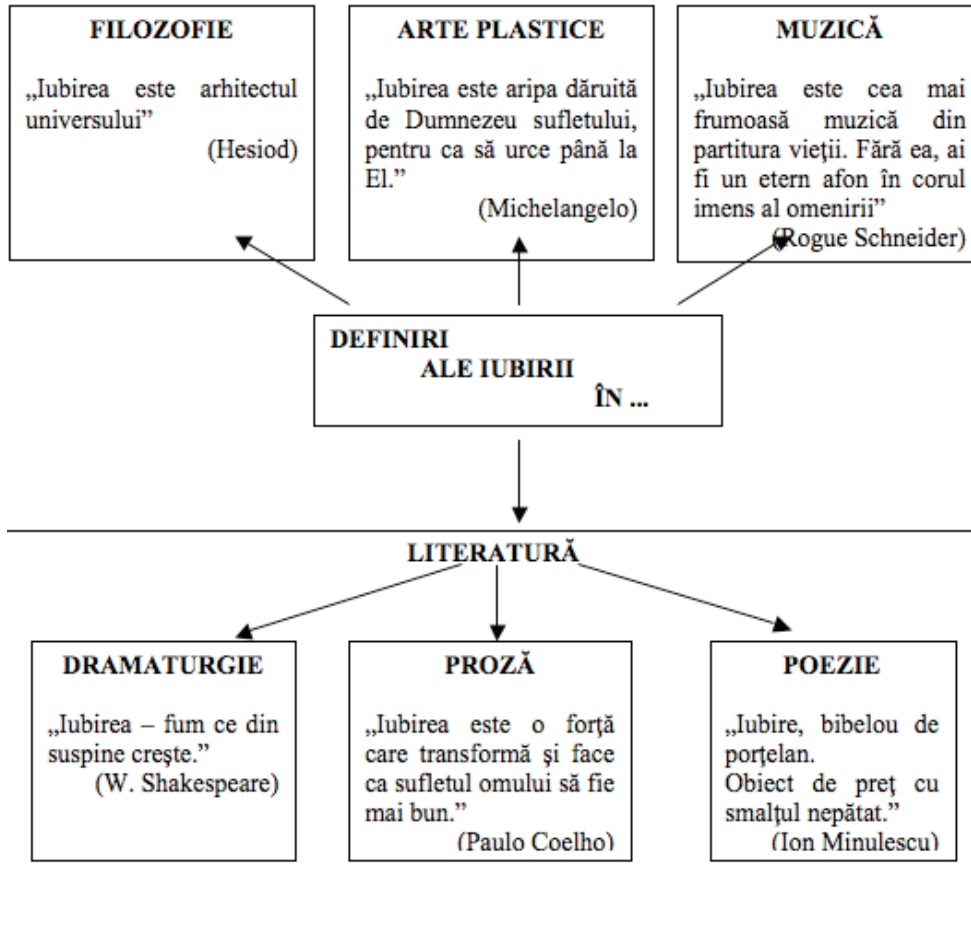 FILOZOFIE
„Iubirea este arhitectul
universului”
(Hesiod)
ARTE PLASTICE
„Iubirea este aripa dăruită
de Dumnezeu sufletului,
pentru ca să urce până la
El.”
(Michelangelo)
MUZICĂ
„Iubirea este cea mai
frumoasă muzică din
partitura vieţii. Fără ea, ai
fi un etern afon în corul
imens al omenirii”
(Rogue Schneider)
DEFINIRI
ALE IUBIRII
ÎN ...
LITERATURĂ
DRAMATURGIE
„Iubirea – fum ce din
suspine creşte.”
(W. Shakespeare)
PROZĂ
„Iubirea este o forţă
care transformă şi face
ca sufletul omului să fie
mai bun.”
(Paulo Coelho)
POEZIE
„Iubire, bibelou de
porţelan.
Obiect de preţ cu
smalţul nepătat.”
(Ion Minulescu)